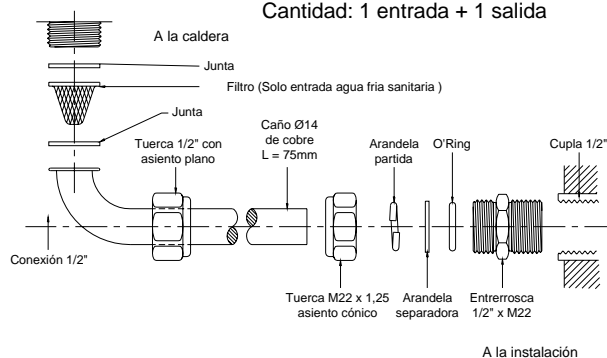 Cantidad: 1 entrada + 1 salida
A la caldera
Junta
Filtro (Solo entrada agua fria sanitaria )
Junta
Tuerca 1/2" con
asiento plano
Caño Ø14
de cobre
L = 75mm
Arandela
partida
O'Ring
Cupla 1/2"
Conexión 1/2"
Tuerca M22 x 1,25
asiento cónico
Arandela
separadora
Entrerrosca
1/2" x M22
A la instalación